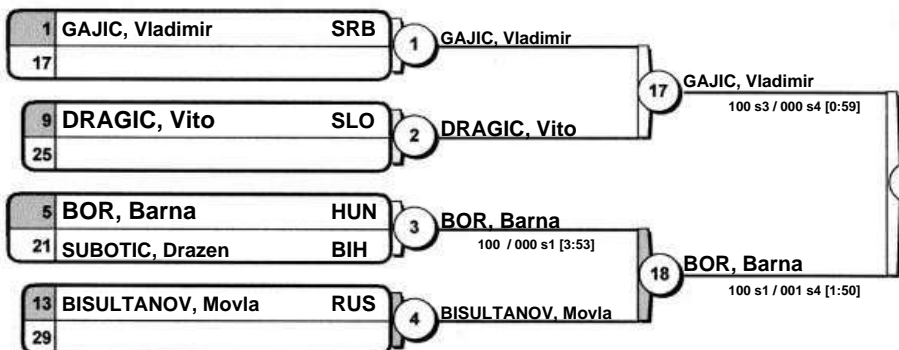 1 GAJIC, Vladimir SRB
17
1 GAJIC, Vladimir
9 DRAGIC, Vito SLO
25
2 DRAGIC, Vito
17 GAJIC, Vladimir
100 s3 / 000 s4 [0:59]
5 BOR, Barna HUN
21 SUBOTIC, Drazen BIH
3 BOR, Barna
100 / 000 s1 [3:53]
13 BISULTANOV, Movla RUS
29
4 BISULTANOV, Movla
18 BOR, Barna
100 s1 / 001 s4 [1:50]